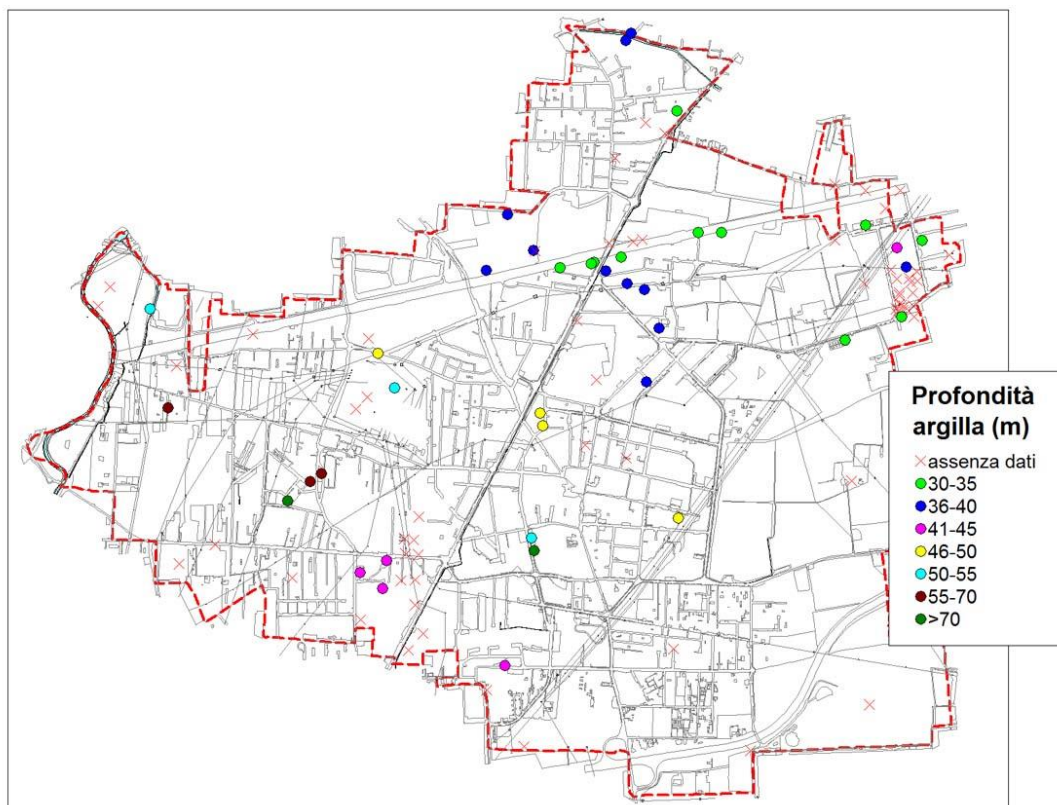 Profondità
argilla (m)
assenza dati
30-35
36-40
41-45
46-50
50-55
55-70
>70